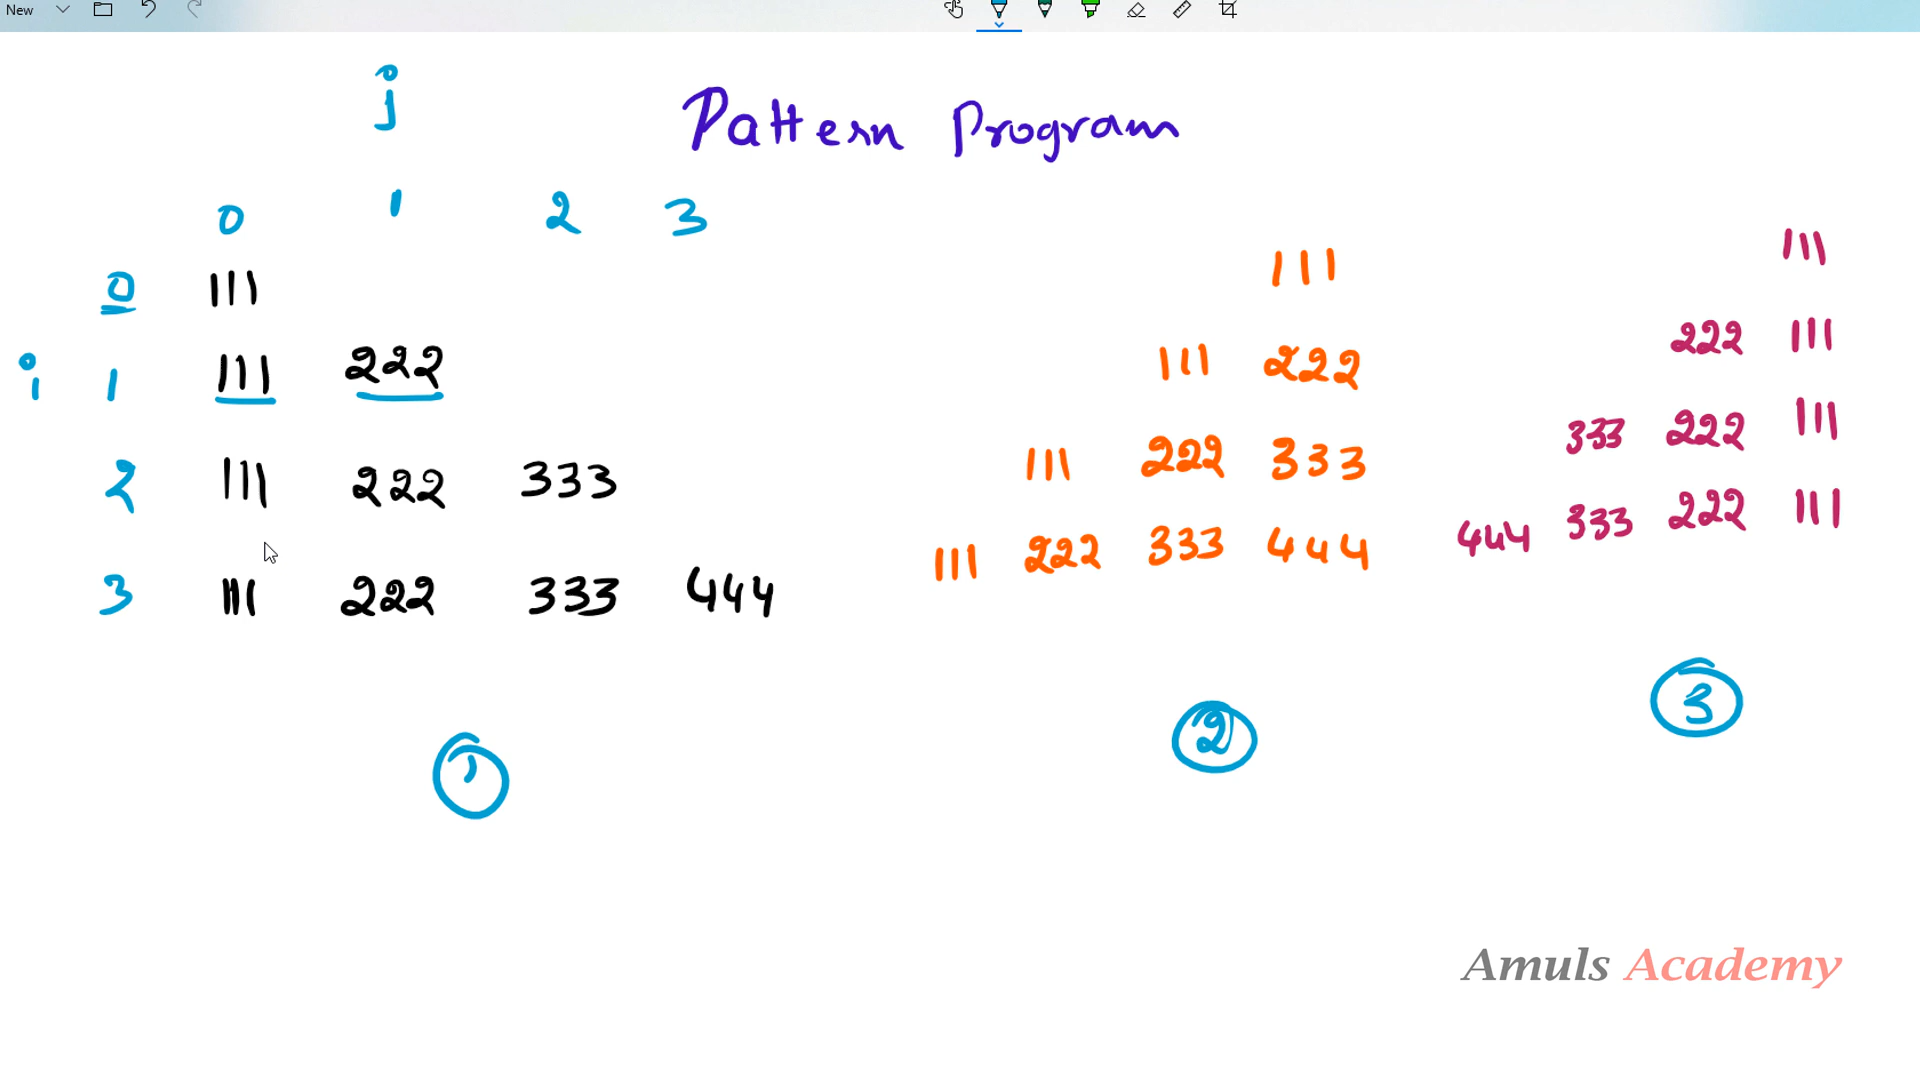 New
j
Pattern Program
0 1 2 3
0 111
i 1 111 222
2 111 222 333
3 111 222 333 444
1
111
111 222
111 222 333
111 222 333 444
2
111
222 111
333 222 111
444 333 222 111
3
Amuls Academy